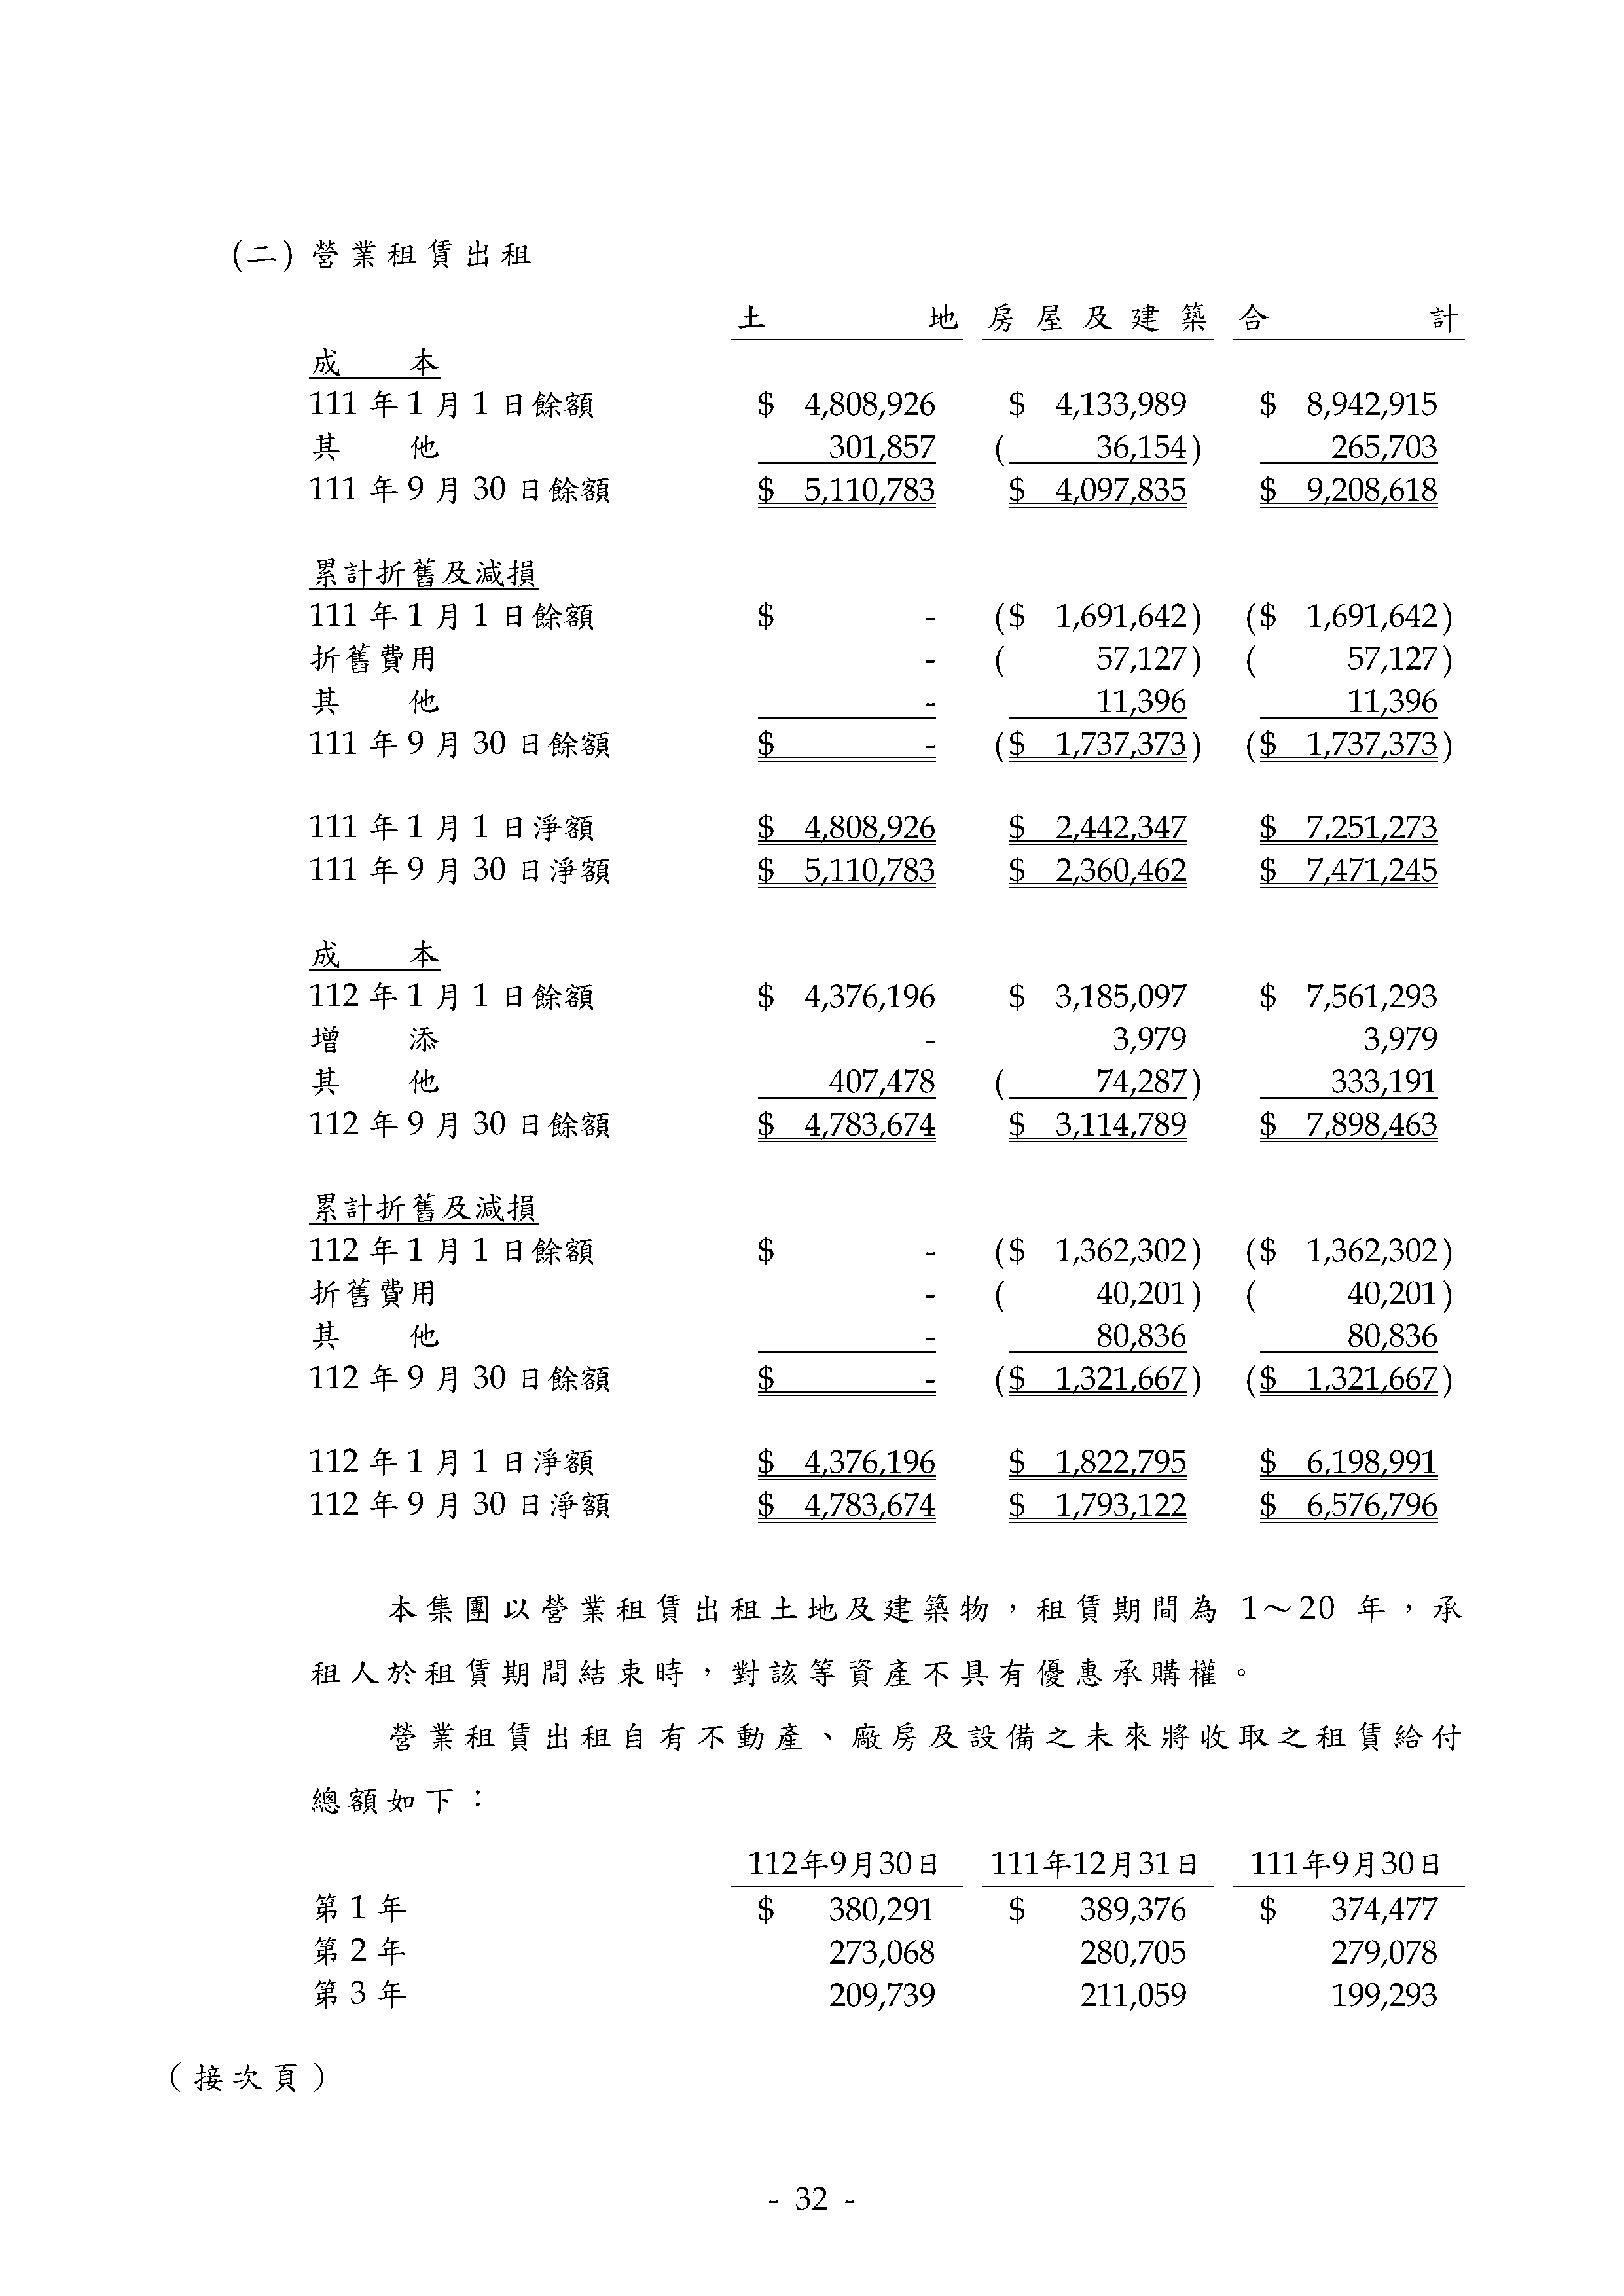 (二) 營業租賃出租
土地 房屋及建築 合計
成本
111 年 1 月 1 日餘額 $ 4,808,926 $ 4,133,989 $ 8,942,915
其他 301,857 ( 36,154) 265,703
111 年 9 月 30 日餘額 $ 5,110,783 $ 4,097,835 $ 9,208,618
累計折舊及減損
111 年 1 月 1 日餘額 $ - ($ 1,691,642) ($ 1,691,642)
折舊費用 - ( 57,127) ( 57,127)
其他 - 11,396 11,396
111 年 9 月 30 日餘額 $ - ($ 1,737,373) ($ 1,737,373)
111 年 1 月 1 日淨額 $ 4,808,926 $ 2,442,347 $ 7,251,273
111 年 9 月 30 日淨額 $ 5,110,783 $ 2,360,462 $ 7,471,245
成本
112 年 1 月 1 日餘額 $ 4,376,196 $ 3,185,097 $ 7,561,293
增添 - 3,979 3,979
其他 407,478 ( 74,287) 333,191
112 年 9 月 30 日餘額 $ 4,783,674 $ 3,114,789 $ 7,898,463
累計折舊及減損
112 年 1 月 1 日餘額 $ - ($ 1,362,302) ($ 1,362,302)
折舊費用 - ( 40,201) ( 40,201)
其他 - 80,836 80,836
112 年 9 月 30 日餘額 $ - ($ 1,321,667) ($ 1,321,667)
112 年 1 月 1 日淨額 $ 4,376,196 $ 1,822,795 $ 6,198,991
112 年 9 月 30 日淨額 $ 4,783,674 $ 1,793,122 $ 6,576,796
本集團以營業租賃出租土地及建築物，租賃期間為 1～20 年，承
租人於租賃期間結束時，對該等資產不具有優惠承購權。
營業租賃出租自有不動產、廠房及設備之未來將收取之租賃給付
總額如下：
112年9月30日 111年12月31日 111年9月30日
第 1 年 $ 380,291 $ 389,376 $ 374,477
第 2 年 273,068 280,705 279,078
第 3 年 209,739 211,059 199,293
（接次頁）
- 32 -